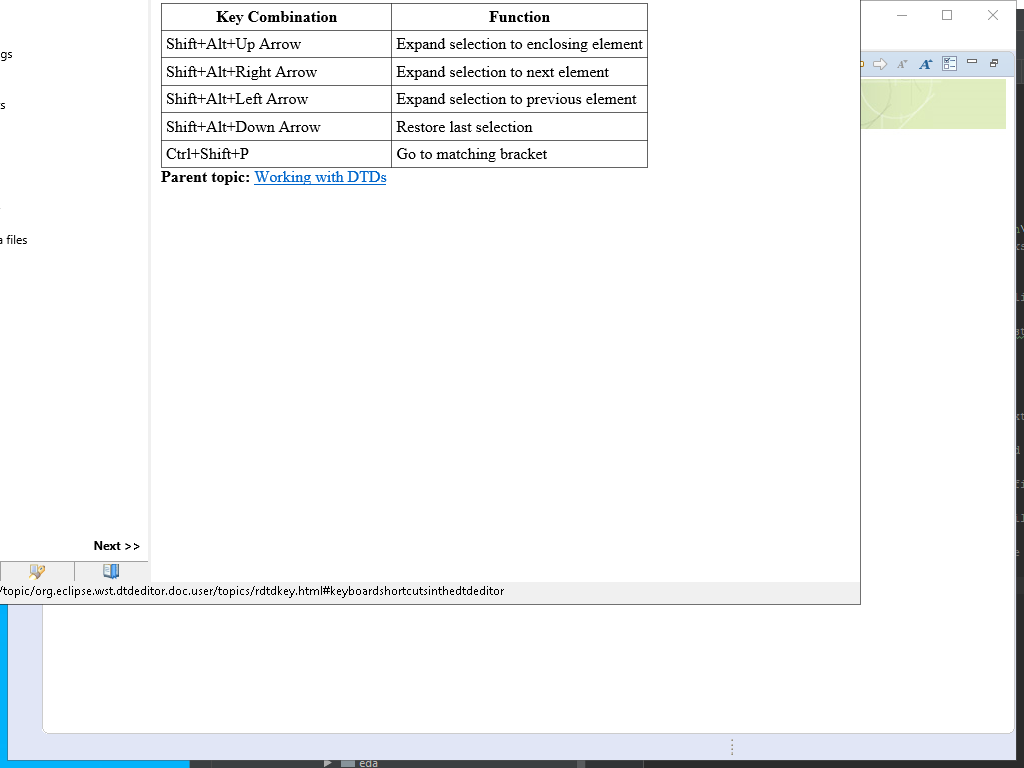 Key Combination Function
gs
Shift+Alt+Up Arrow Expand selection to enclosing element
Shift+Alt+Right Arrow Expand selection to next element
Shift+Alt+Left Arrow Expand selection to previous element
s
Shift+Alt+Down Arrow Restore last selection
Ctrl+Shift+P Go to matching bracket
Parent topic: Working with DTDs
a files
Next >>
/topic/org.eclipse.wst.dtdeditor.doc.user/topics/rdtdkey.html#keyboardshortcutsinthedtdeditor
eda